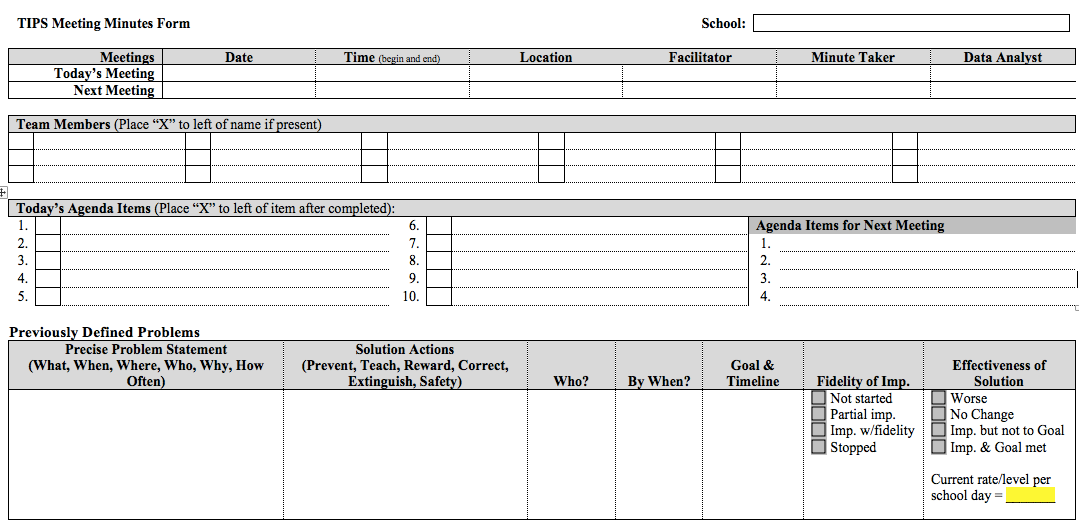 TIPS Meeting Minutes Form School:
Meetings Date Time (begin and end) Location Facilitator Minute Taker Data Analyst
Today’s Meeting
Next Meeting
Team Members (Place “X” to left of name if present)
Today’s Agenda Items (Place “X” to left of item after completed):
1. 6. Agenda Items for Next Meeting
2. 7. 1.
3. 8. 2.
4. 9. 3.
5. 10. 4.
Previously Defined Problems
Precise Problem Statement
(What, When, Where, Who, Why, How
Often)
Solution Actions
(Prevent, Teach, Reward, Correct,
Extinguish, Safety)
Who?
By When?
Goal &
Timeline
Fidelity of Imp.
Effectiveness of
Solution
Not started
Partial imp.
Imp. w/fidelity
Stopped
Worse
No Change
Imp. but not to Goal
Imp. & Goal met
Current rate/level per
school day =